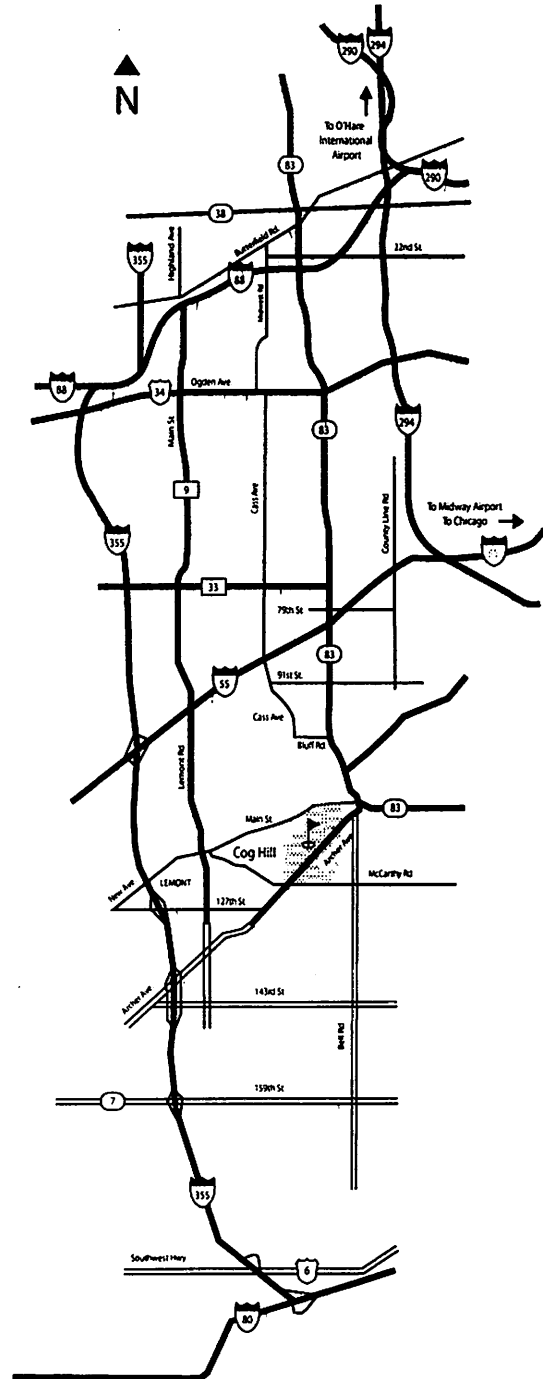 290
294
N
To O'Hare
International
Airport
83
290
38
Highland Ave
Butterfield Rd.
355
22nd St
88
Midwest Rd
88
34
Ogden Ave
Main St
83
294
9
Cass Ave
County Line Rd
To Midway Airport
To Chicago
355
33
79th St
83
55
91st St.
Cass Ave
Bluff Rd
Lemont Rd
83
Main St
Cog Hill
Archer Ave
McCarthy Rd
LEMONT
New Ave
127th St
Archer Ave
143rd St
Bell Rd
159th St
7
355
Southwest Hwy
6
80